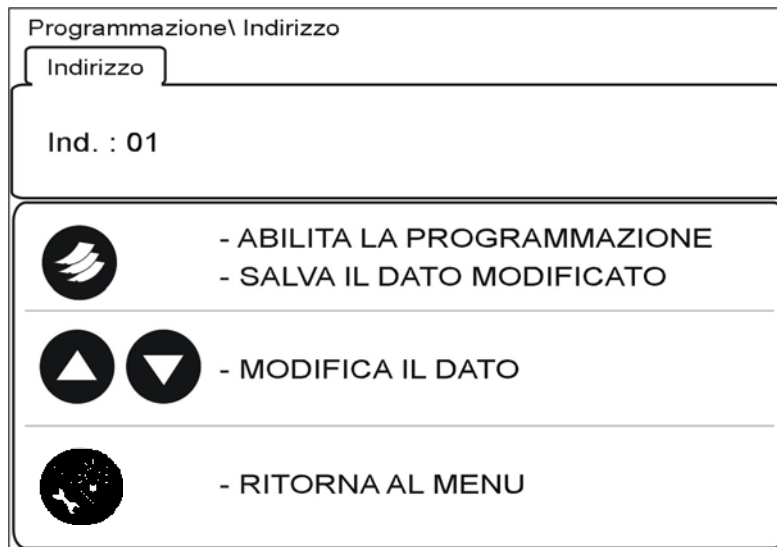 Programmazione\ Indirizzo
Indirizzo
Ind. : 01
- ABILITA LA PROGRAMMAZIONE
- SALVA IL DATO MODIFICATO
- MODIFICA IL DATO
- RITORNA AL MENU